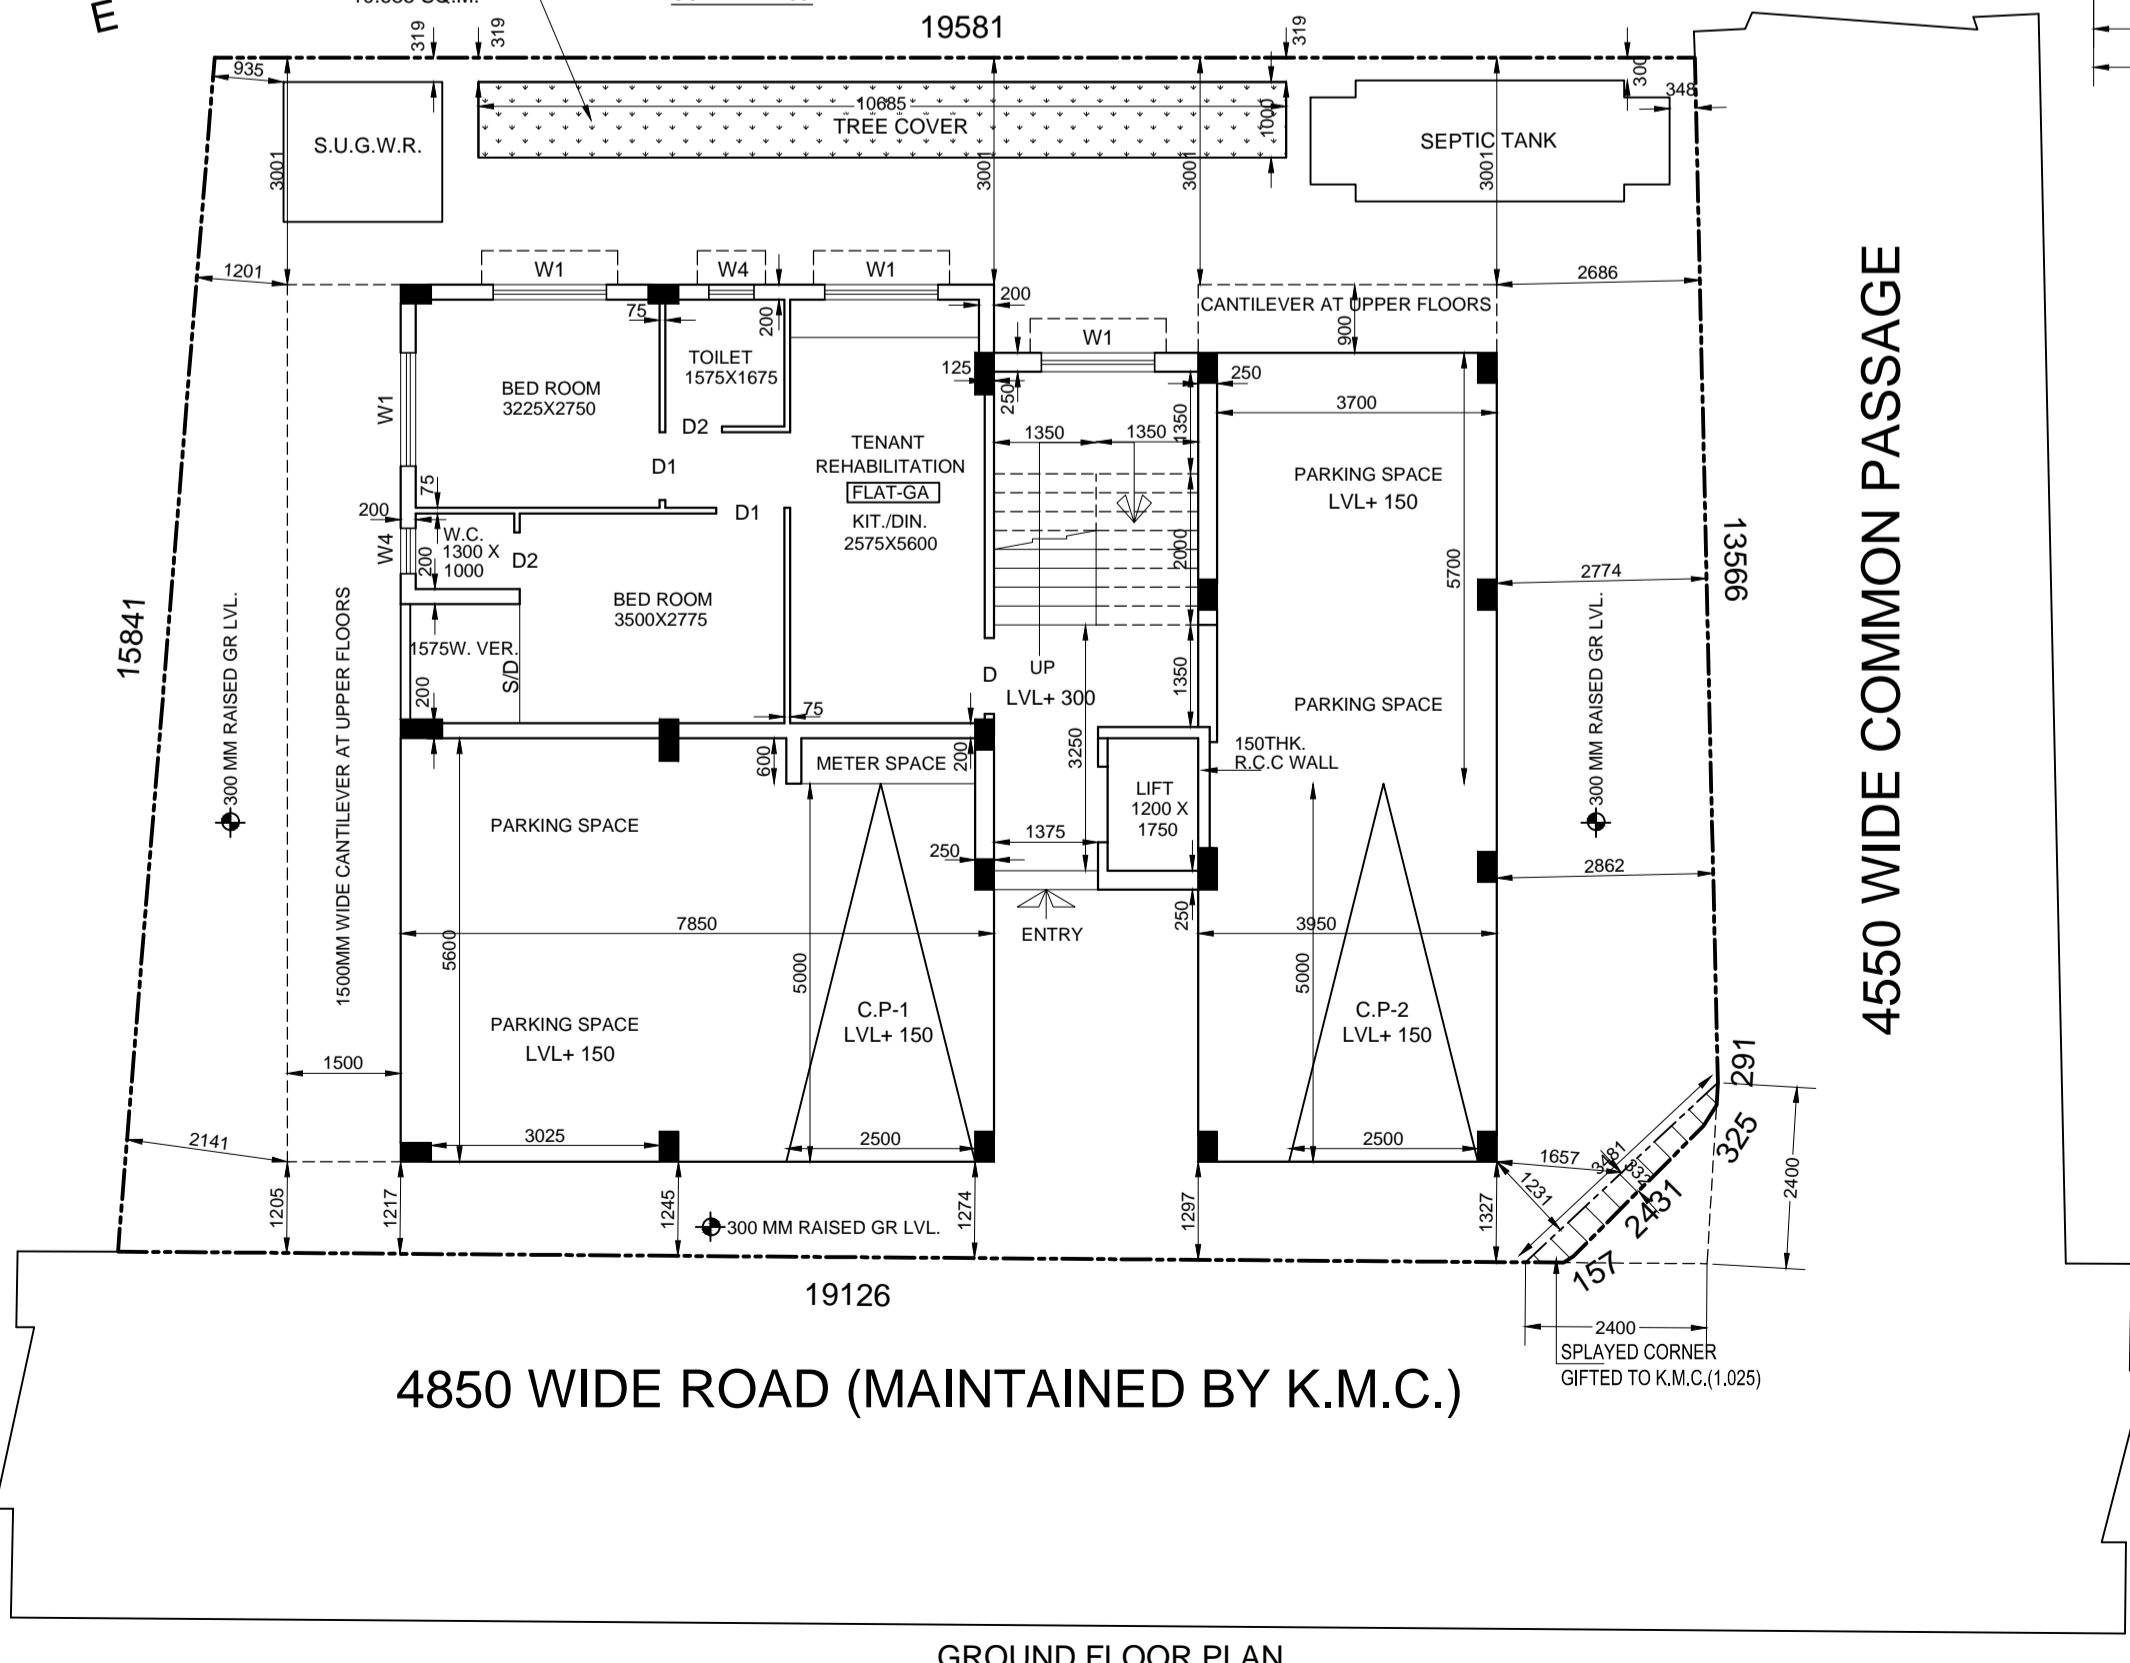 E
19581
319
319
319
300
935
348
10685
1000
TREE COVER
S.U.G.W.R.
SEPTIC TANK
3001
3001
3001
3001
1201
2686
W1
W4
W1
200
CANTILEVER AT UPPER FLOORS
75
200
900
W1
TOILET
1575X1675
125
250
250
BED ROOM
3225X2750
W1
3700
D2
1350
1350
1350
TENANT
REHABILITATION
FLAT-GA
KIT./DIN.
2575X5600
D1
PARKING SPACE
LVL+ 150
75
200
D1
W.C.
1300 X
1000
W4
200
D2
2000
5700
2774
13566
4550 WIDE COMMON PASSAGE
15841
300 MM RAISED GR LVL.
1500MM WIDE CANTILEVER AT UPPER FLOORS
BED ROOM
3500X2775
300 MM RAISED GR LVL.
1575W. VER.
S/D
200
D
UP
LVL+ 300
1350
75
PARKING SPACE
3250
600
METER SPACE
200
150THK.
R.C.C WALL
LIFT
1200 X
1750
PARKING SPACE
1375
250
2862
7850
ENTRY
250
3950
5600
5000
5000
C.P-1
LVL+ 150
C.P-2
LVL+ 150
PARKING SPACE
LVL+ 150
1500
291
2141
3025
2500
2500
325
1657
3481
332
1231
2400
1205
1217
1245
1274
1297
1327
2431
300 MM RAISED GR LVL.
157
19126
2400
SPLAYED CORNER
GIFTED TO K.M.C.(1.025)
4850 WIDE ROAD (MAINTAINED BY K.M.C.)
GROUND FLOOR PLAN